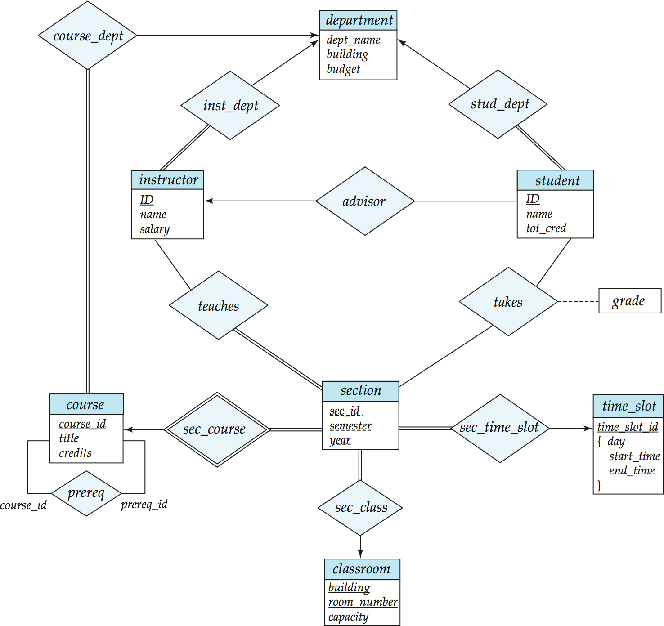 department
course_dept
dept_name
building
budget
inst_dept
stud_dept
instructor
ID
name
salary
advisor
student
ID
name
tot_cred
teaches
takes
grade
section
sec_id
semester
year
course
course_id
title
credits
sec_course
sec_time_slot
time_slot
time_slot_id
{ day
start_time
end_time
}
prereq
course_id
prereq_id
sec_class
classroom
building
room_number
capacity